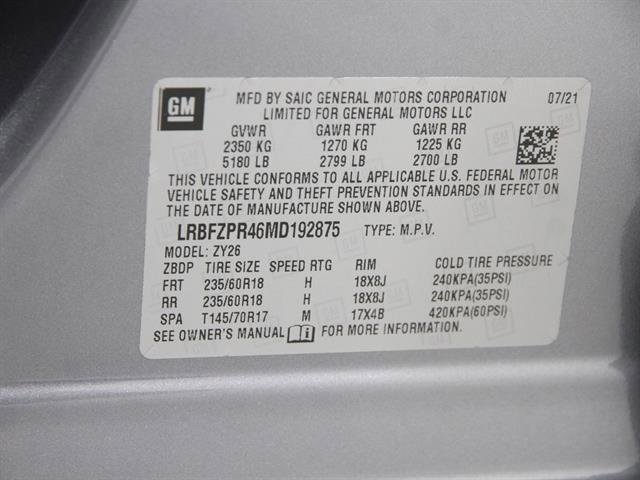 GM
MFD BY SAIC GENERAL MOTORS CORPORATION 07/21
LIMITED FOR GENERAL MOTORS LLC
GVWR GAWR FRT GAWR RR
2350 KG 1270 KG 1225 KG
5180 LB 2799 LB 2700 LB
THIS VEHICLE CONFORMS TO ALL APPLICABLE U.S. FEDERAL MOTOR
VEHICLE SAFETY AND THEFT PREVENTION STANDARDS IN EFFECT ON
THE DATE OF MANUFACTURE SHOWN ABOVE.
LRBFZPR46MD192875 TYPE: M.P.V.
MODEL: ZY26
ZBDP TIRE SIZE SPEED RTG RIM COLD TIRE PRESSURE
FRT 235/60R18 H 18X8J 240KPA(35PSI)
RR 235/60R18 H 18X8J 240KPA(35PSI)
SPA T145/70R17 M 17X4B 420KPA(60PSI)
SEE OWNER'S MANUAL i FOR MORE INFORMATION.